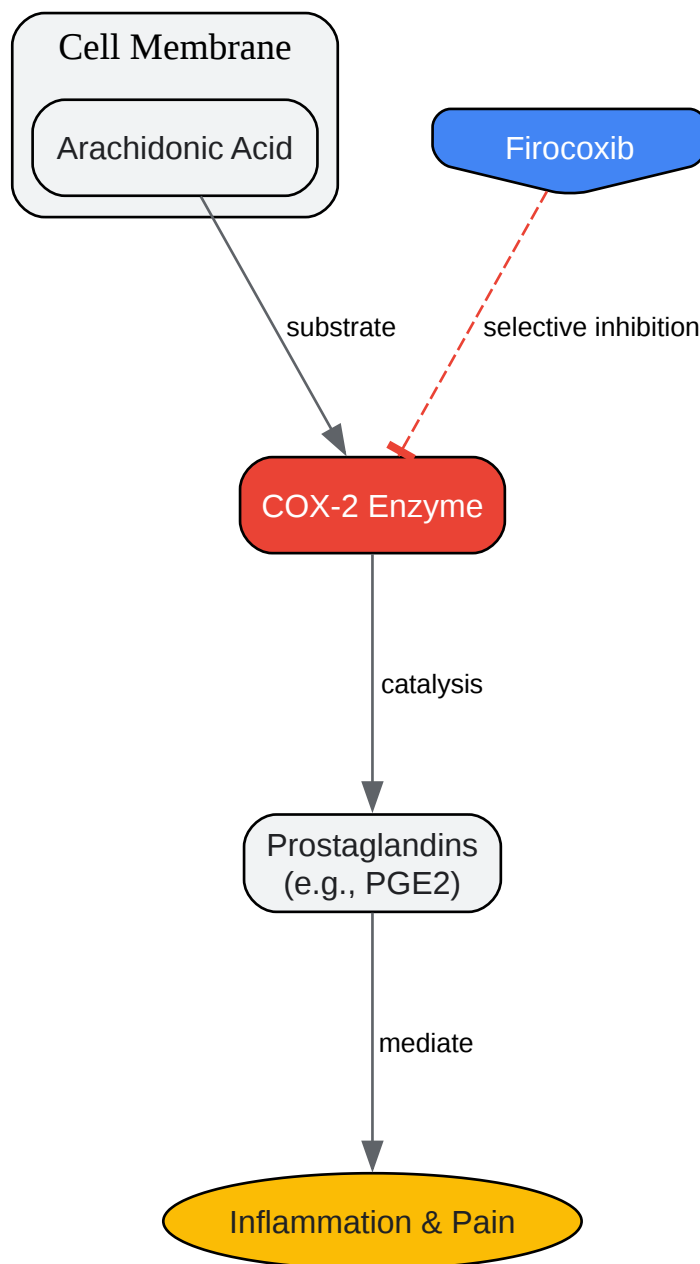 Cell Membrane
Arachidonic Acid
Firocoxib
substrate
selective inhibition
COX-2 Enzyme
catalysis
Prostaglandins
(e.g., PGE2)
mediate
Inflammation & Pain